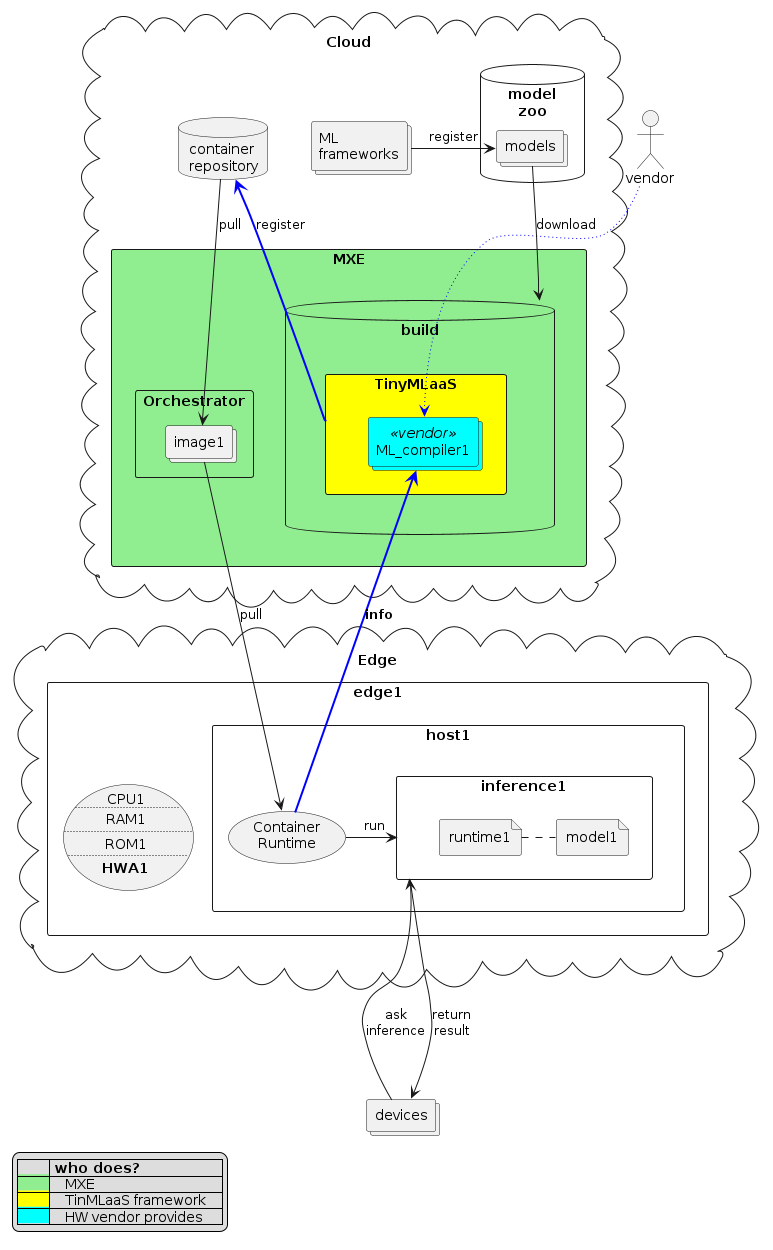 Cloud
model
zoo
container
repository
ML
frameworks
register
models
vendor
pull
register
download
MXE
build
TinyMLaaS
Orchestrator
image1
«vendor»
ML_compiler1
pull
info
Edge
edge1
host1
CPU1
RAM1
ROM1
HWA1
Container
Runtime
run
inference1
runtime1
model1
ask
inference
return
result
devices
who does?
MXE
TinMLaaS framework
HW vendor provides